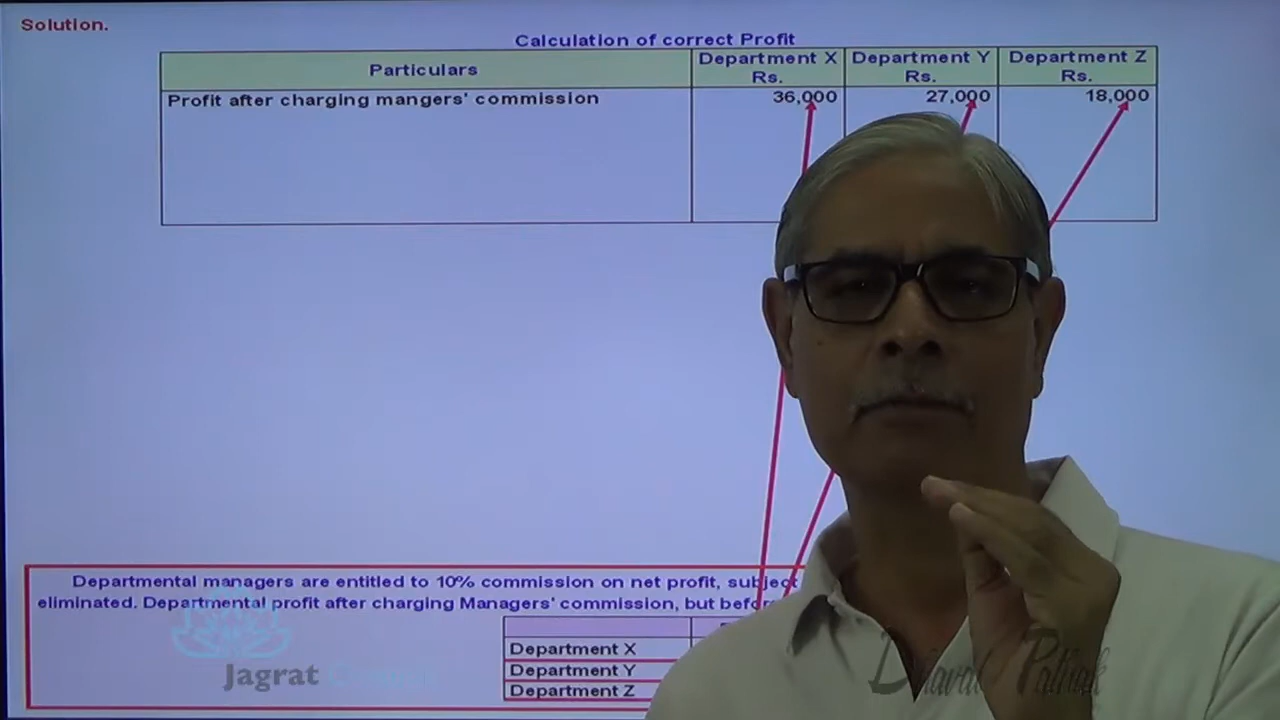 Solution.
Calculation of correct Profit
Particulars
Department X
Rs.
Department Y
Rs.
Department Z
Rs.
Profit after charging mangers' commission
36,000
27,000
18,000
Departmental managers are entitled to 10% commission on net profit,
eliminated. Departmental profit after charging Managers' commission, but
Department X
Department Y
Department Z
Jagrat
Dhawal Pathak